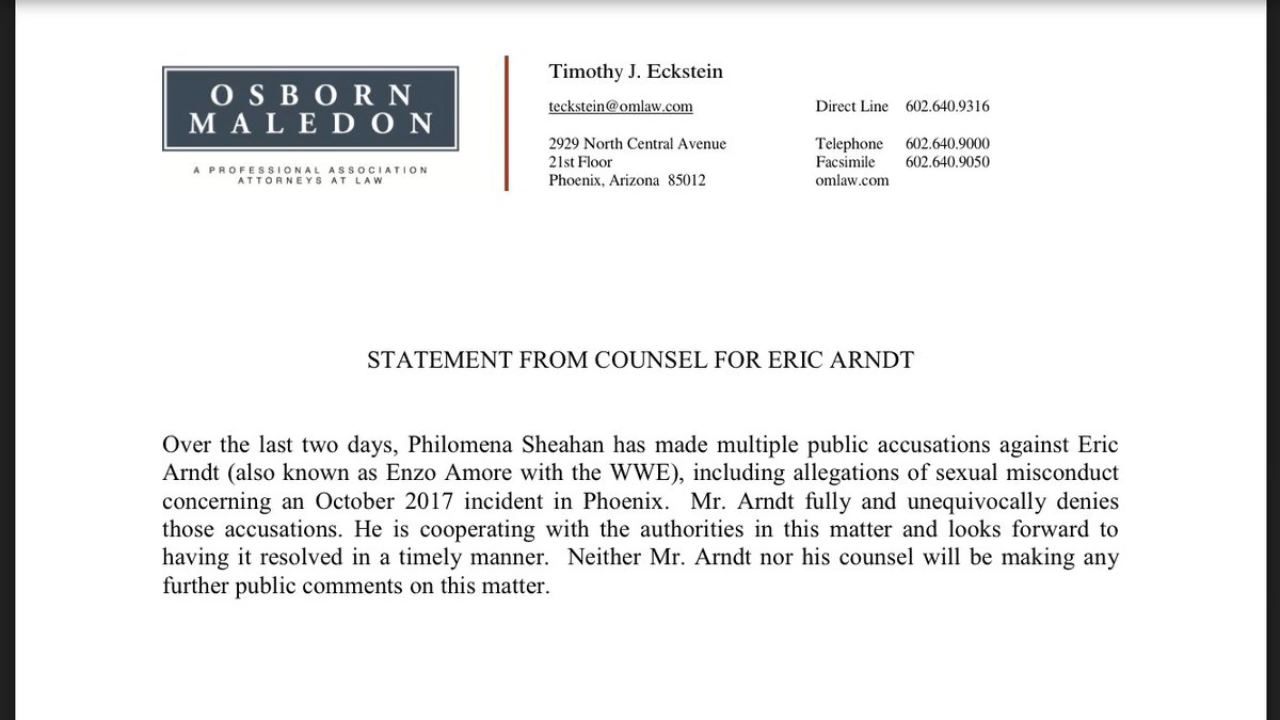 OSBORN
MALEDON
A PROFESSIONAL ASSOCIATION
ATTORNEYS AT LAW
Timothy J. Eckstein
teckstein@omlaw.com
Direct Line 602.640.9316
2929 North Central Avenue
21st Floor
Phoenix, Arizona 85012
Telephone 602.640.9000
Facsimile 602.640.9050
omlaw.com
STATEMENT FROM COUNSEL FOR ERIC ARNDT
Over the last two days, Philomena Sheahan has made multiple public accusations against Eric
Arndt (also known as Enzo Amore with the WWE), including allegations of sexual misconduct
concerning an October 2017 incident in Phoenix. Mr. Arndt fully and unequivocally denies
those accusations. He is cooperating with the authorities in this matter and looks forward to
having it resolved in a timely manner. Neither Mr. Arndt nor his counsel will be making any
further public comments on this matter.